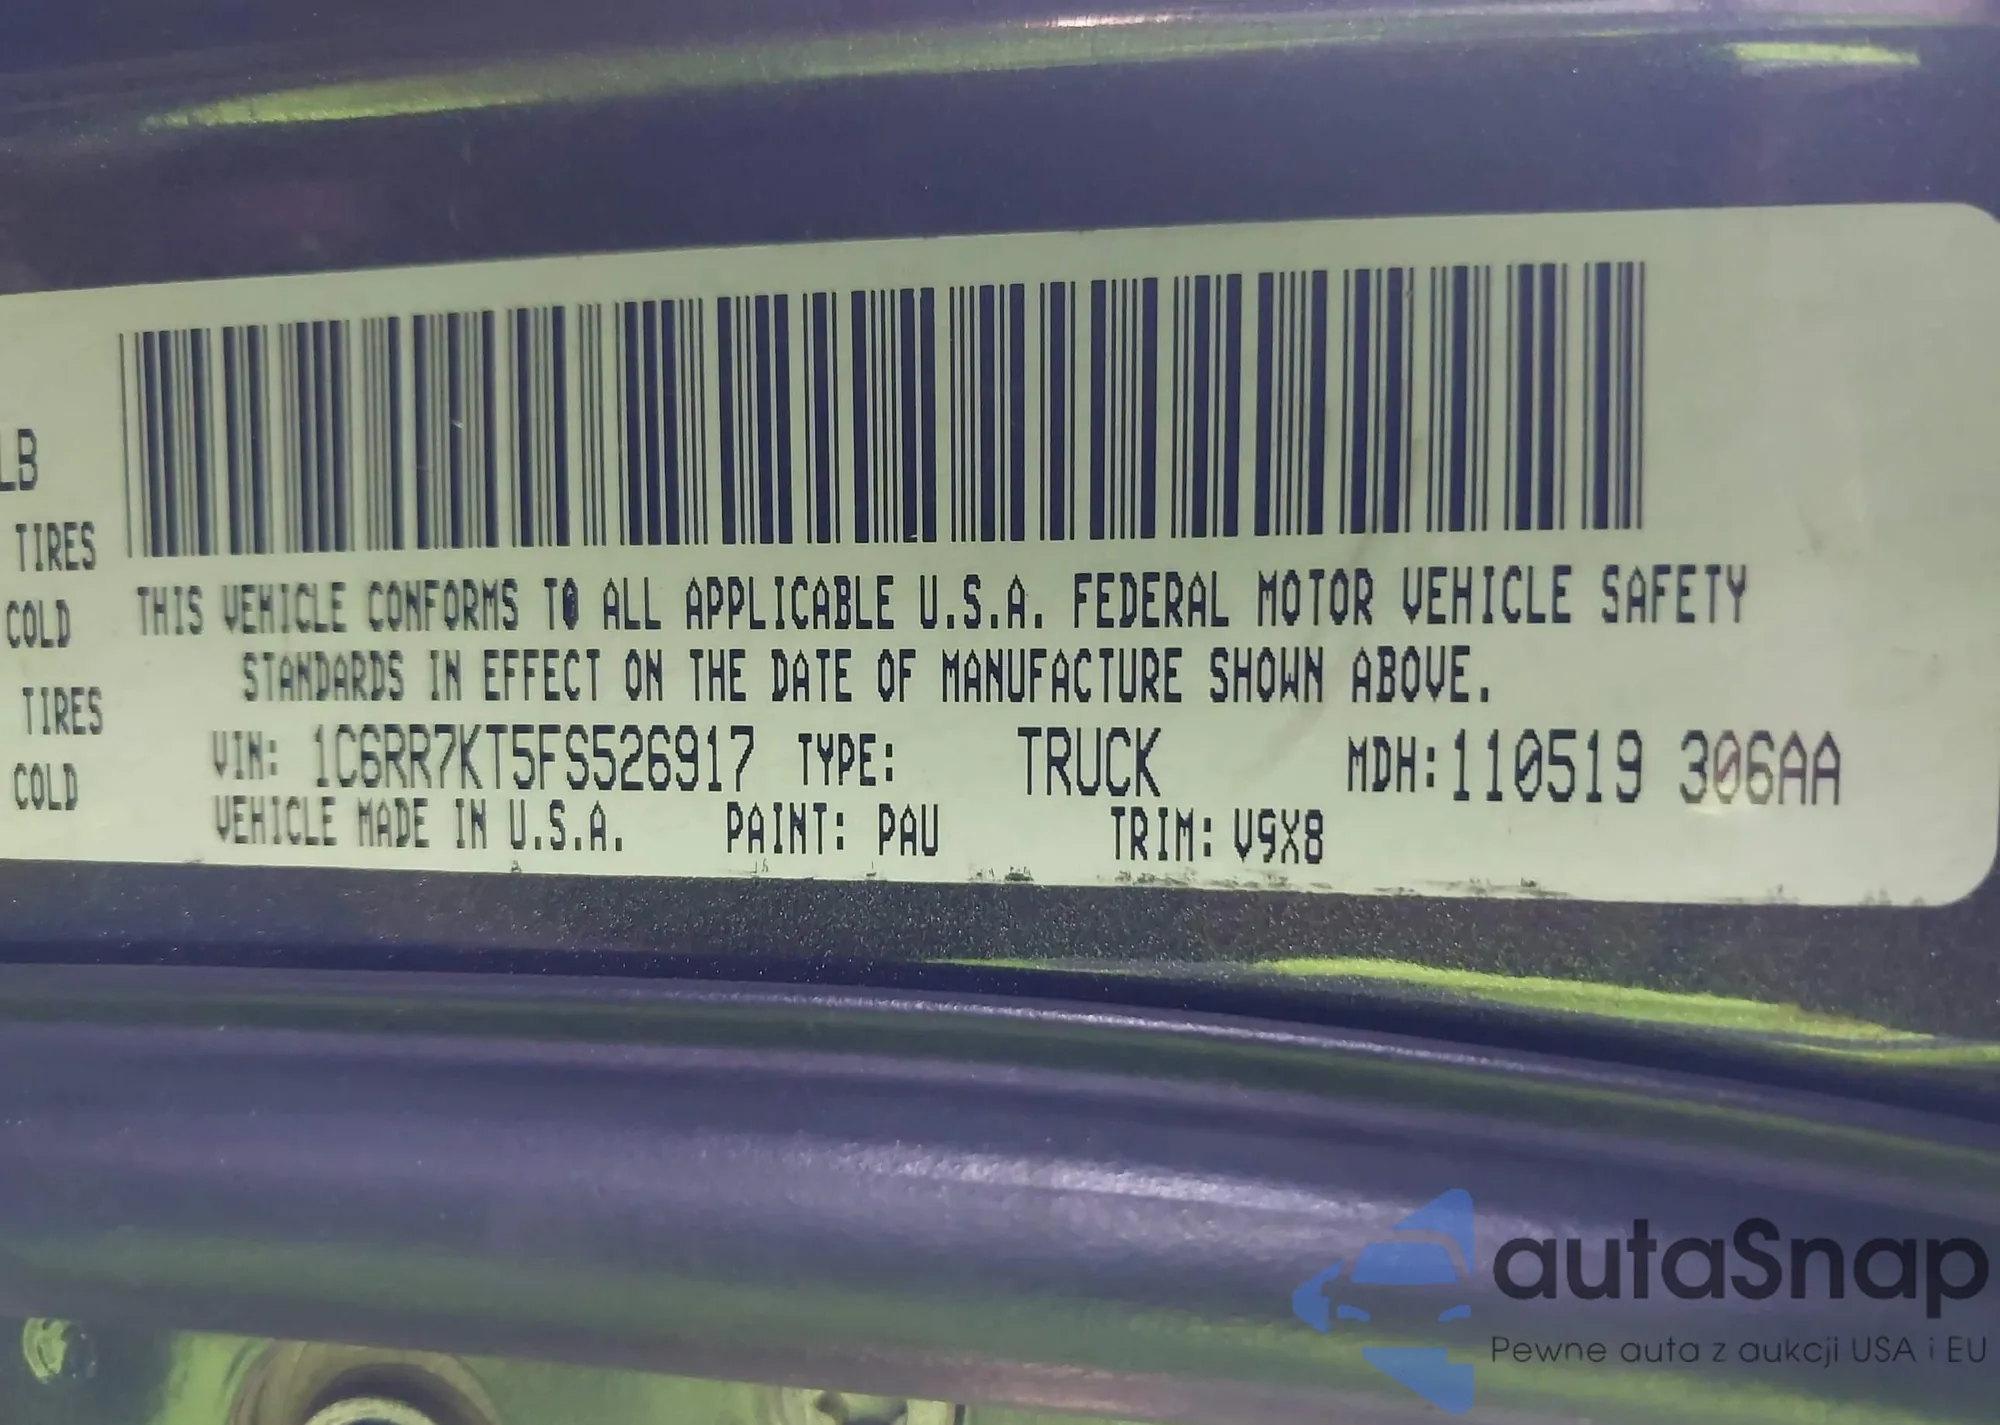 LB
TIRES
COLD
TIRES
COLD
THIS VEHICLE CONFORMS TO ALL APPLICABLE U.S.A. FEDERAL MOTOR VEHICLE SAFETY
STANDARDS IN EFFECT ON THE DATE OF MANUFACTURE SHOWN ABOVE.
VIN: 1C6RR7KT5FS526917 TYPE: TRUCK MDH:110519 306AA
VEHICLE MADE IN U.S.A. PAINT: PAU TRIM: V9X8
autaSnap
Pewne auta z aukcji USA i EU